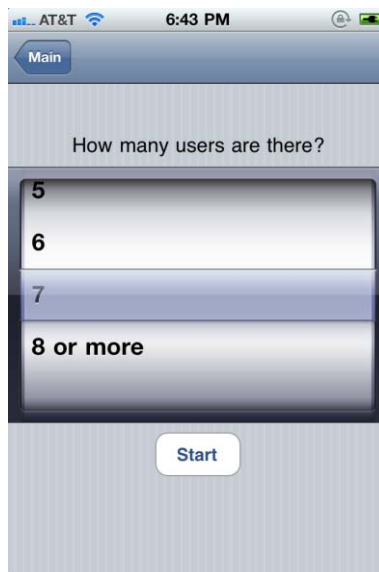 AT&T 6:43 PM
Main
How many users are there?
5
6
7
8 or more
Start